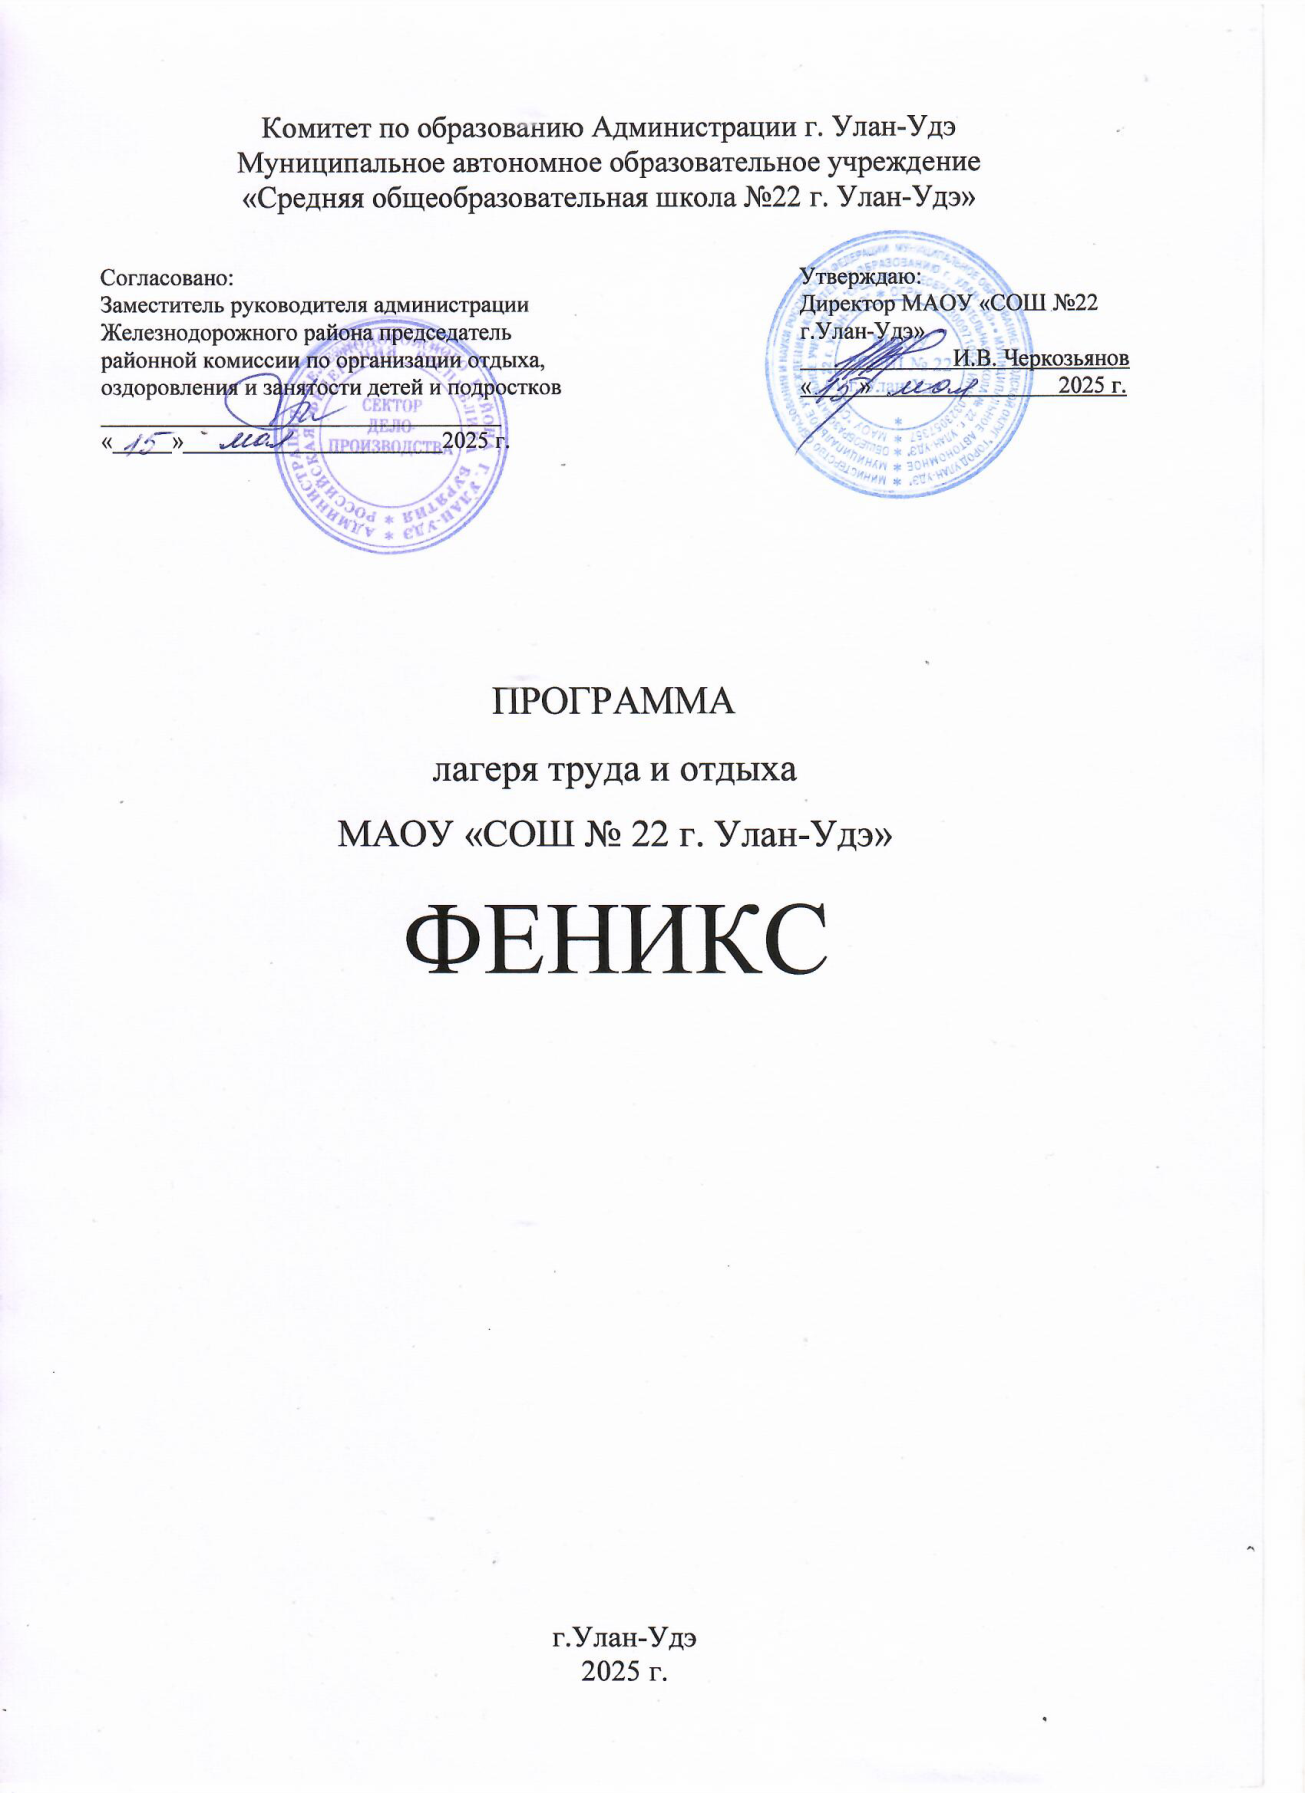 Комитет по образованию Администрации г. Улан-Удэ
Муниципальное автономное образовательное учреждение
«Средняя общеобразовательная школа №22 г. Улан-Удэ»
Согласовано:
Заместитель руководителя администрации
Железнодорожного района председатель
районной комиссии по организации отдыха,
оздоровления и занятости детей и подростков
«15» мая 2025 г.
СЕКТОР
ДЕЛО-
ПРОИЗВОДСТВА
Утверждаю:
Директор МАОУ «СОШ №22
г.Улан-Удэ»
И.В. Черкозьянов
«15» мая 2025 г.
ПРОГРАММА
лагеря труда и отдыха
МАОУ «СОШ № 22 г. Улан-Удэ»
ФЕНИКС
г.Улан-Удэ
2025 г.